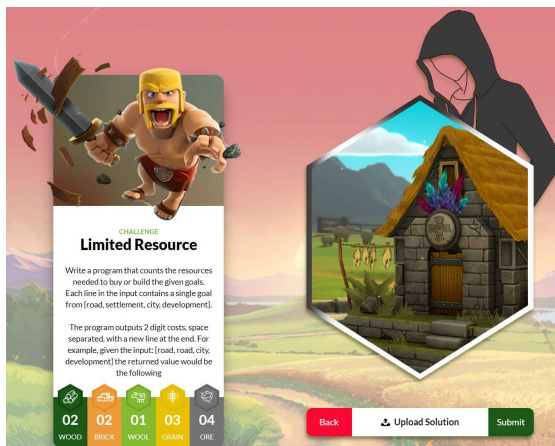 CHALLENGE
Limited Resource
Write a program that counts the resources
needed to buy or build the given goals.
Each line in the input contains a single goal
from [road, settlement, city, development].
The program outputs 2 digit costs, space
separated, with a new line at the end. For
example, given the input: [road, road, city,
development] the returned value would be
the following
02 02 01 03 04
WOOD BRICK WOOL GRAIN ORE
Back Upload Solution Submit